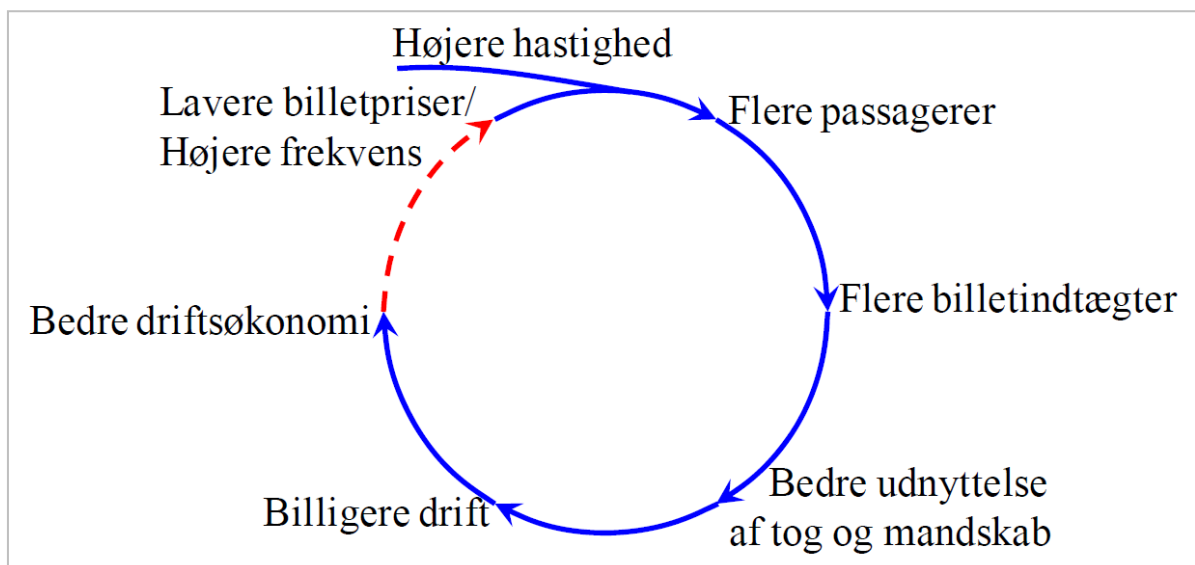 Højere hastighed
Lavere billetpriser/
Højere frekvens
Flere passagerer
Flere billetindtægter
Bedre driftsøkonomi
Bedre udnyttelse
af tog og mandskab
Billigere drift